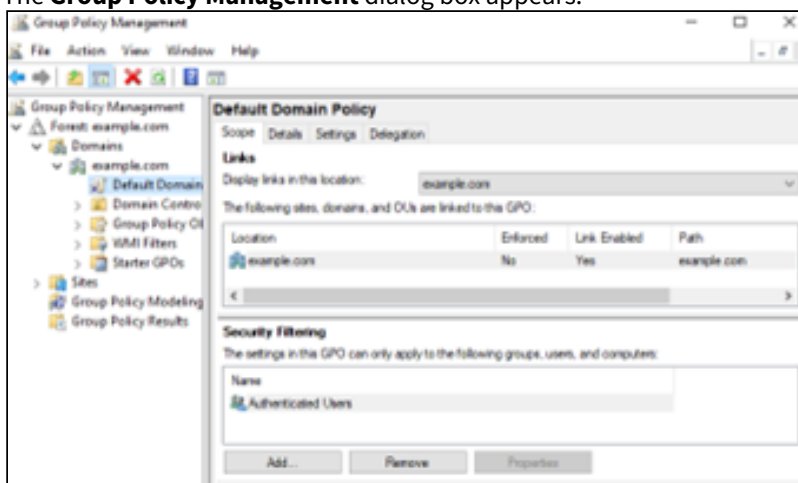 The Group Policy Management dialog box appears.
Group Policy Management
File Action View Window Help
Group Policy Management
Forest: example.com
Domains
example.com
Default Domain
Domain Contro
Group Policy Ob
WMI Filters
Starter GPOs
Sites
Group Policy Modeling
Group Policy Results
Default Domain Policy
Scope Details Settings Delegation
Links
Display links in this location: example.com
The following sites, domains, and OUs are linked to this GPO:
Location Enforced Link Enabled Path
example.com No Yes example.com
Security Filtering
The settings in this GPO can only apply to the following groups, users, and computers:
Name
Authenticated Users
Add... Remove Properties